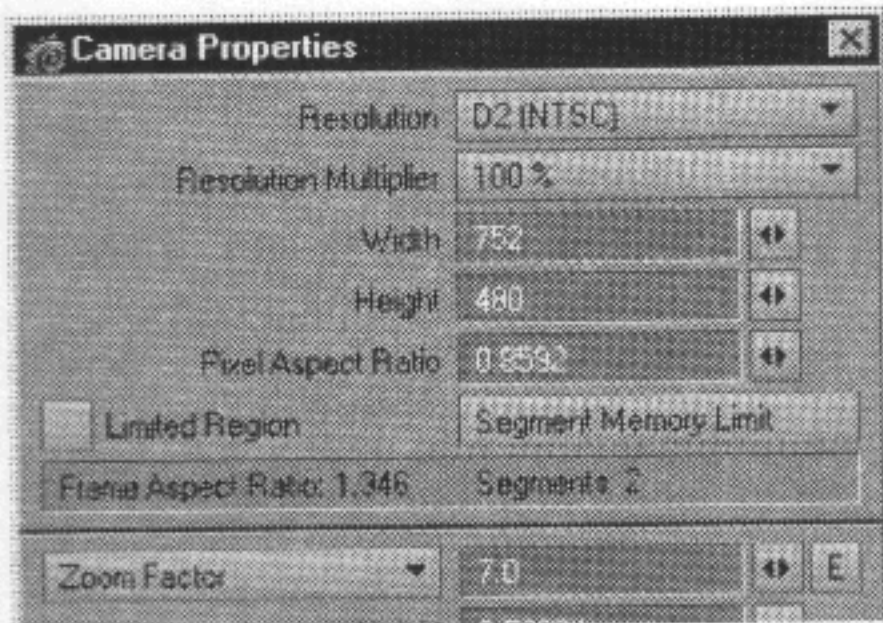 Camera Properties
Resolution D2 (NTSC)
Resolution Multiplier 100 %
Width 752
Height 480
Pixel Aspect Ratio 0.8592
Limited Region Segment Memory Limit
Frame Aspect Ratio: 1.346 Segments: 2
Zoom Factor 7.0 E